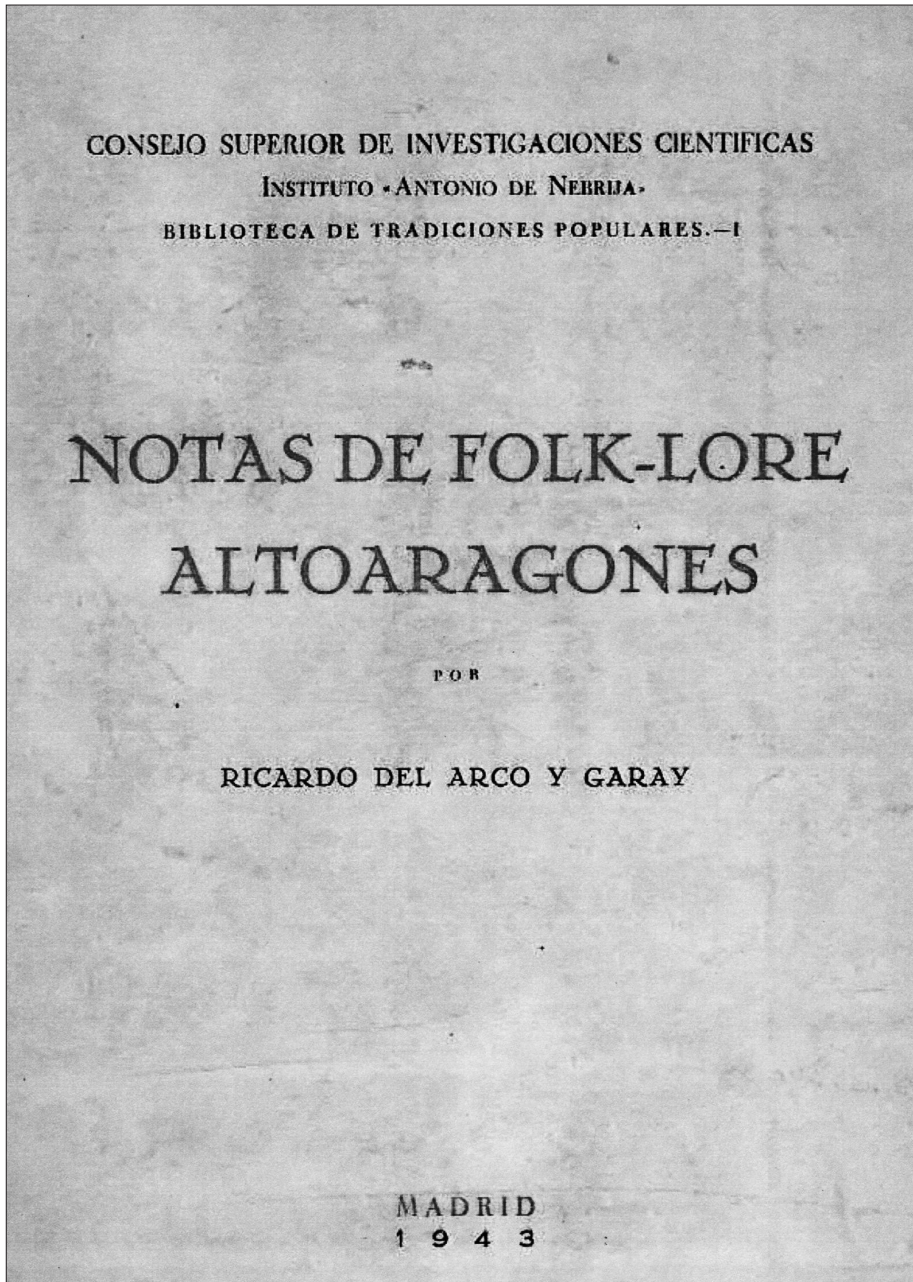 CONSEJO SUPERIOR DE INVESTIGACIONES CIENTIFICAS
INSTITUTO «ANTONIO DE NEBRIJA»
BIBLIOTECA DE TRADICIONES POPULARES.—I
NOTAS DE FOLK-LORE
ALTOARAGONES
POR
RICARDO DEL ARCO Y GARAY
MADRID
1943